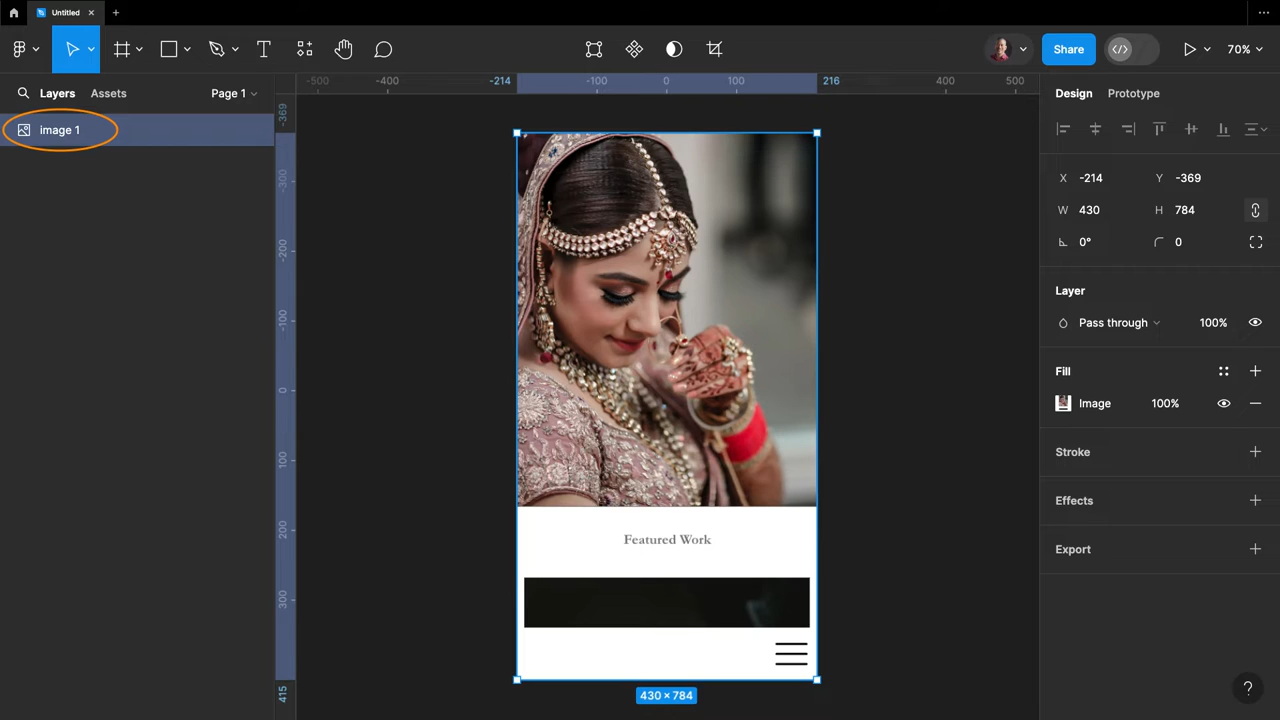 Untitled
Share
70%
Layers
Assets
Page 1
image 1
-500
-400
-214
-100
0
100
216
400
500
-369
-300
-200
-100
0
100
200
300
415
Featured Work
430 × 784
Design
Prototype
X -214
Y -369
W 430
H 784
0°
0
Layer
Pass through
100%
Fill
Image
100%
Stroke
Effects
Export
?